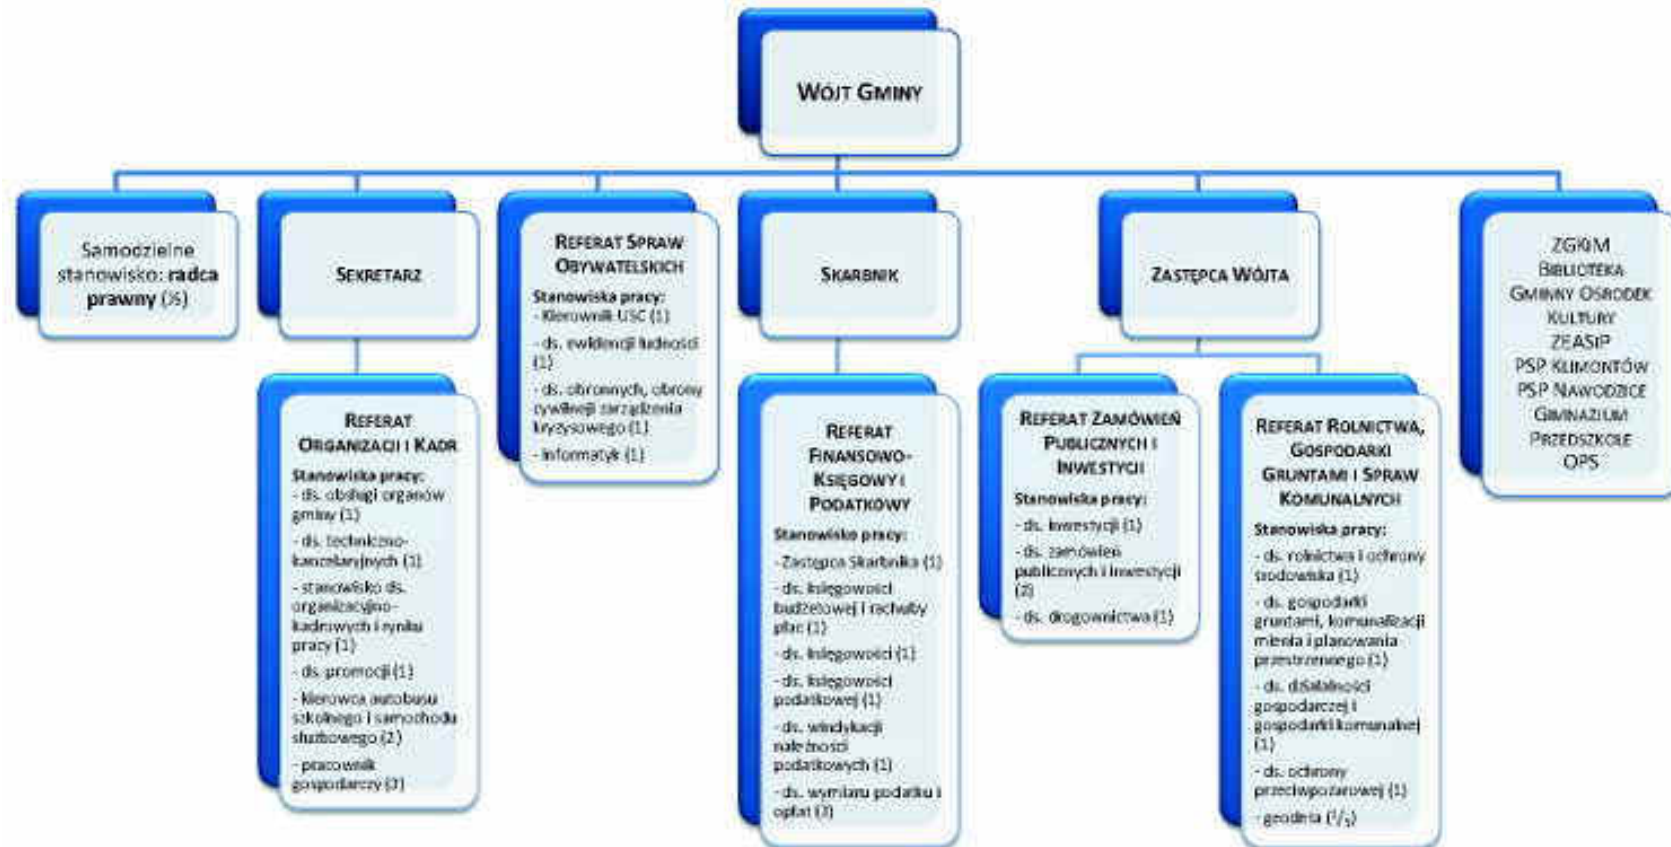 WÓJT GMINY
Samodzielne
stanowisko: radca
prawny
SEKRETARZ
REFERAT SPRAW
OBYWATELSKICH
Stanowiska pracy:
- Kierownik USC (1)
- ds. ewidencji ludności
(1)
- ds. obronnych, obrony
cywilnej i zarządzenia
kryzysowego (1)
- informatyk (1)
SKARBNIK
ZASTĘPCA WÓJTA
ZGKiM
BIBLIOTEKA
GMINNY OŚRODEK
KULTURY
ZEASiP
PSP KLIMONTÓW
PSP NAWODZICE
GIMNAZJUM
PRZEDSZKOLE
OPS
REFERAT
ORGANIZACJI I KADR
Stanowiska pracy:
- ds. obsługi organów
gminy (1)
- ds. techniczno-
kancelaryjnych (1)
- stanowisko ds.
organizacyjno-
kadrowych i rynku
pracy (1)
- ds. promocji (1)
- kierowca autobusu
szkolnego i samochodu
służbowego (2)
- pracownik
gospodarczy
REFERAT
FINANSOWO-
KSIĘGOWY I
PODATKOWY
Stanowisko pracy:
- Zastępca Skarbnika (1)
- ds. księgowości
budżetowej i rachuby
płac (1)
- ds. księgowości (1)
- ds. księgowości
podatkowej (1)
- ds. windykacji
należności
podatkowych (1)
- ds. wymiaru podatku i
opłat
REFERAT ZAMÓWIEŃ
PUBLICZNYCH I
INWESTYCJI
Stanowiska pracy:
- ds. inwestycji (1)
- ds. zamówień
publicznych i inwestycji
(2)
- ds. drogownictwa (1)
REFERAT ROLNICTWA,
GOSPODARKI
GRUNTAMI I SPRAW
KOMUNALNYCH
Stanowiska pracy:
- ds. rolnictwa i ochrony
środowiska (1)
- ds. gospodarki
gruntami, komunalizacji
mienia i planowania
przestrzennego (1)
- ds. działalności
gospodarczej i
gospodarki komunalnej
(1)
- ds. ochrony
przeciwpożarowej (1)
- geodeta